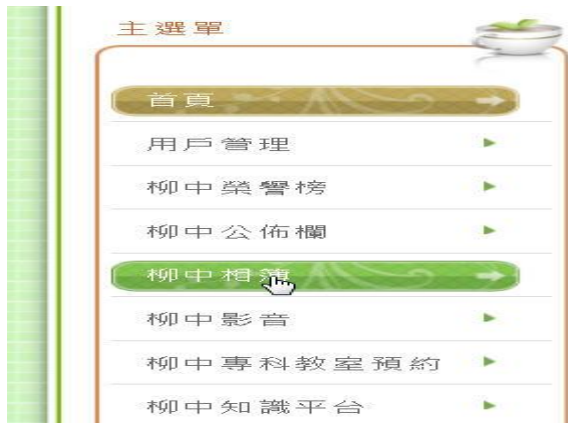 主選單
首頁
用戶管理
柳中榮譽榜
柳中公佈欄
柳中相簿
柳中影音
柳中專科教室預約
柳中知識平台